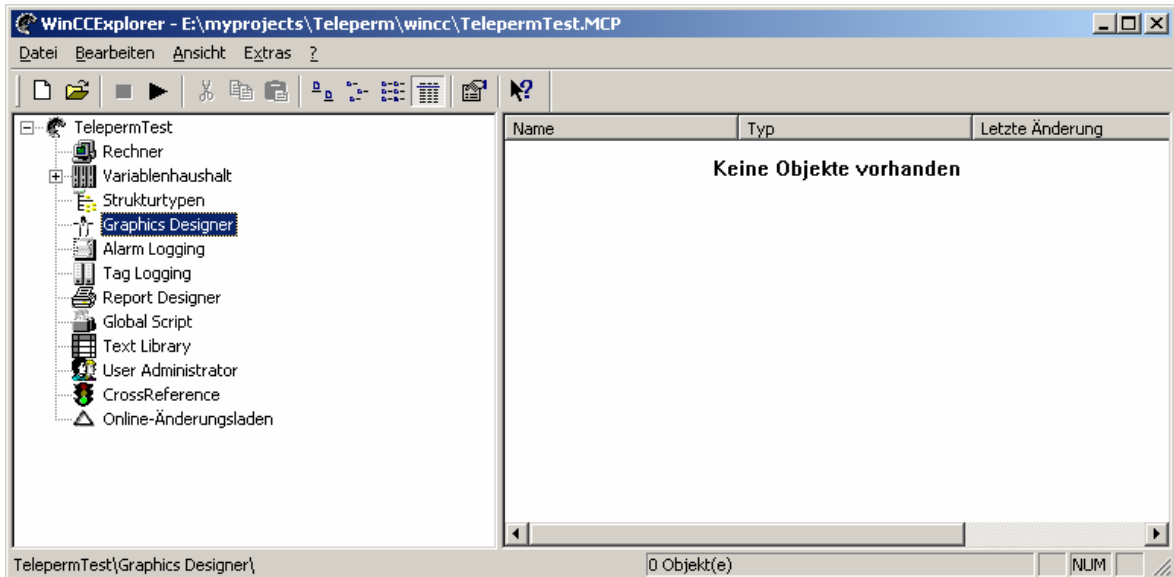 WinCCExplorer - E:\myprojects\Teleperm\wincc\TelepermTest.MCP
Datei Bearbeiten Ansicht Extras ?
TelepermTest
Rechner
Variablenhaushalt
Strukturtypen
Graphics Designer
Alarm Logging
Tag Logging
Report Designer
Global Script
Text Library
User Administrator
CrossReference
Online-Änderungsladen
Name Typ Letzte Änderung
Keine Objekte vorhanden
TelepermTest\Graphics Designer\ 0 Objekt(e) NUM